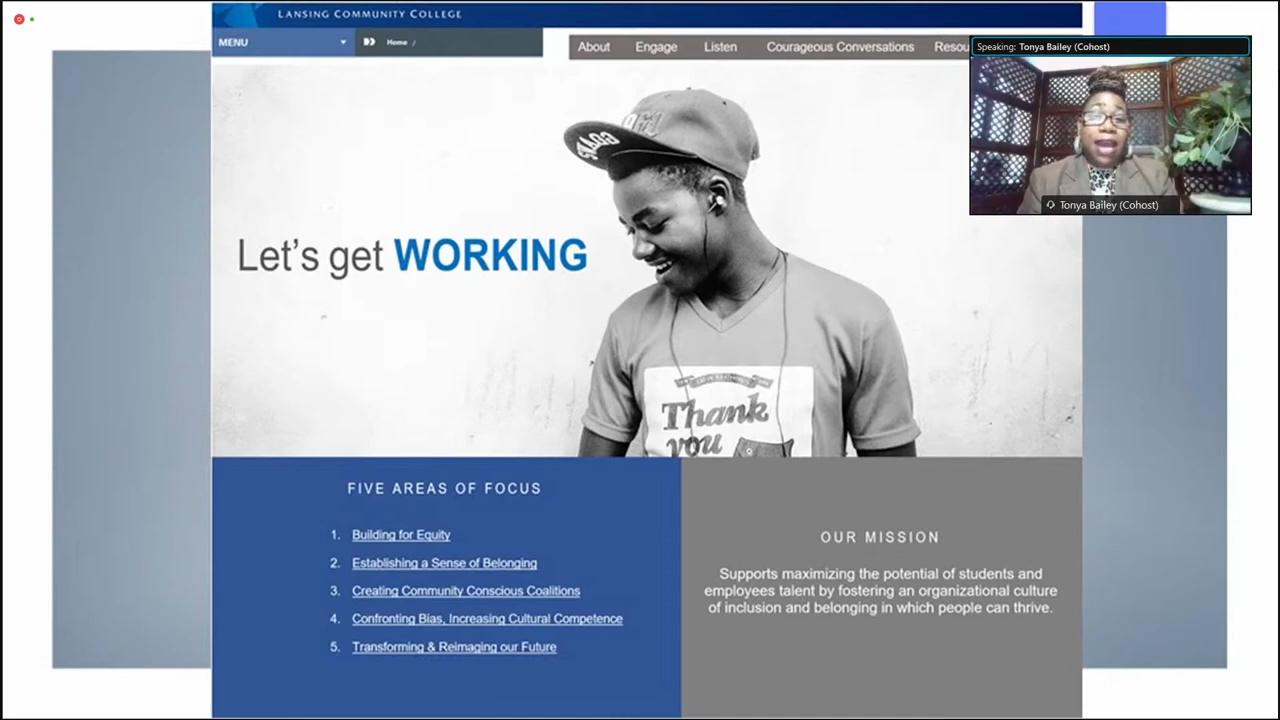 LANSING COMMUNITY COLLEGE
MENU
Home /
About Engage Listen Courageous Conversations
Speaking: Tonya Bailey (Cohost)
Tonya Bailey (Cohost)
Let's get WORKING
Thank
you
FIVE AREAS OF FOCUS
1. Building for Equity
2. Establishing a Sense of Belonging
3. Creating Community Conscious Coalitions
4. Confronting Bias, Increasing Cultural Competence
5. Transforming & Reimaging our Future
OUR MISSION
Supports maximizing the potential of students and
employees talent by fostering an organizational culture
of inclusion and belonging in which people can thrive.